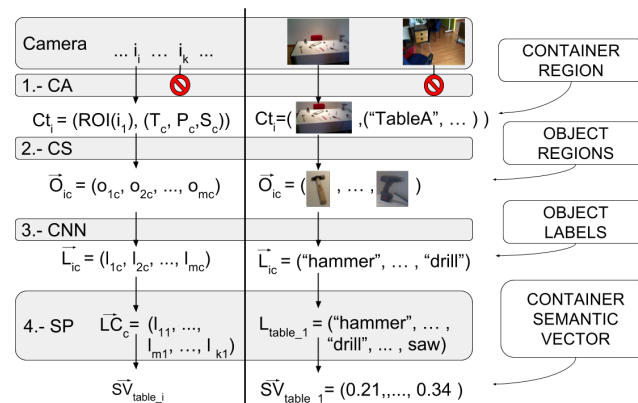 Camera ... i_i ... i_k ...
1.- CA
Ct_i = (ROI(i_1), (T_c, P_c,S_c))
Ct_i=( ,("TableA", ... ) )
CONTAINER
REGION
2.- CS
O_ic = (o_1c, o_2c, ..., o_mc)
O_ic = ( , ... , )
OBJECT
REGIONS
3.- CNN
L_ic = (l_1c, l_2c, ..., l_mc)
L_ic = ("hammer", ... , "drill")
OBJECT
LABELS
4.- SP LC_c = (l_11, ...,
l_m1, ..., l_k1)
L_table_1 = ("hammer", ... ,
"drill", ... , saw)
CONTAINER
SEMANTIC
VECTOR
SV_table_i
SV_table_1 = (0.21,,..., 0.34 )